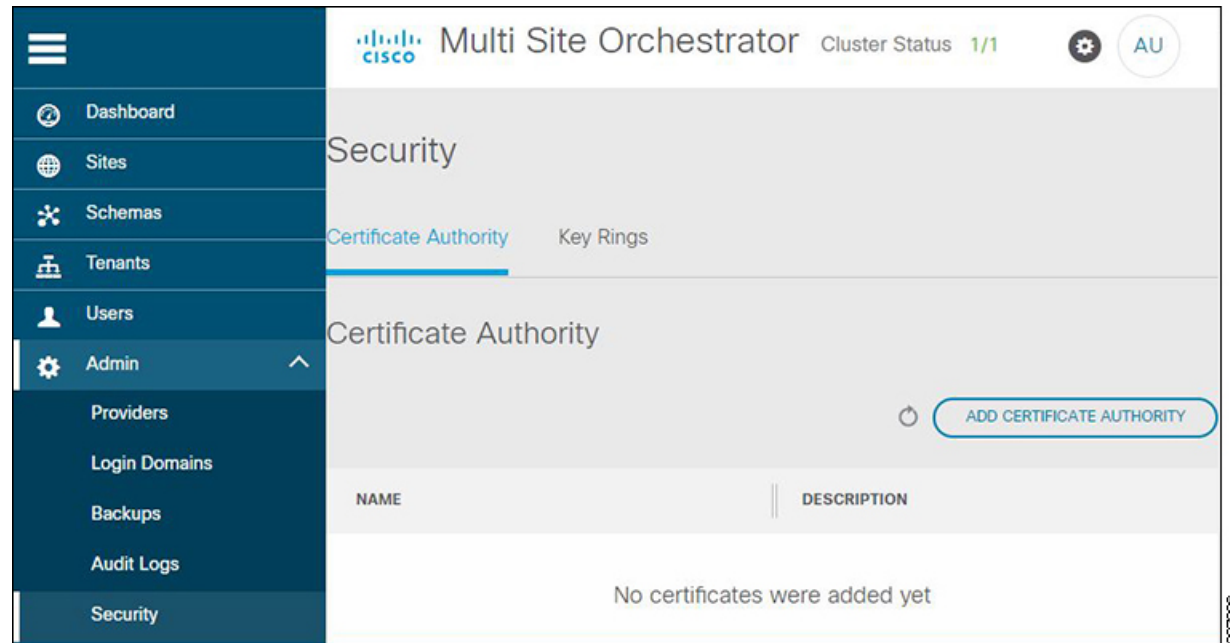 CISCO
Multi Site Orchestrator Cluster Status 1/1 AU
Dashboard
Sites
Schemas
Tenants
Users
Admin
Providers
Login Domains
Backups
Audit Logs
Security
Security
Certificate Authority Key Rings
Certificate Authority
ADD CERTIFICATE AUTHORITY
NAME DESCRIPTION
No certificates were added yet